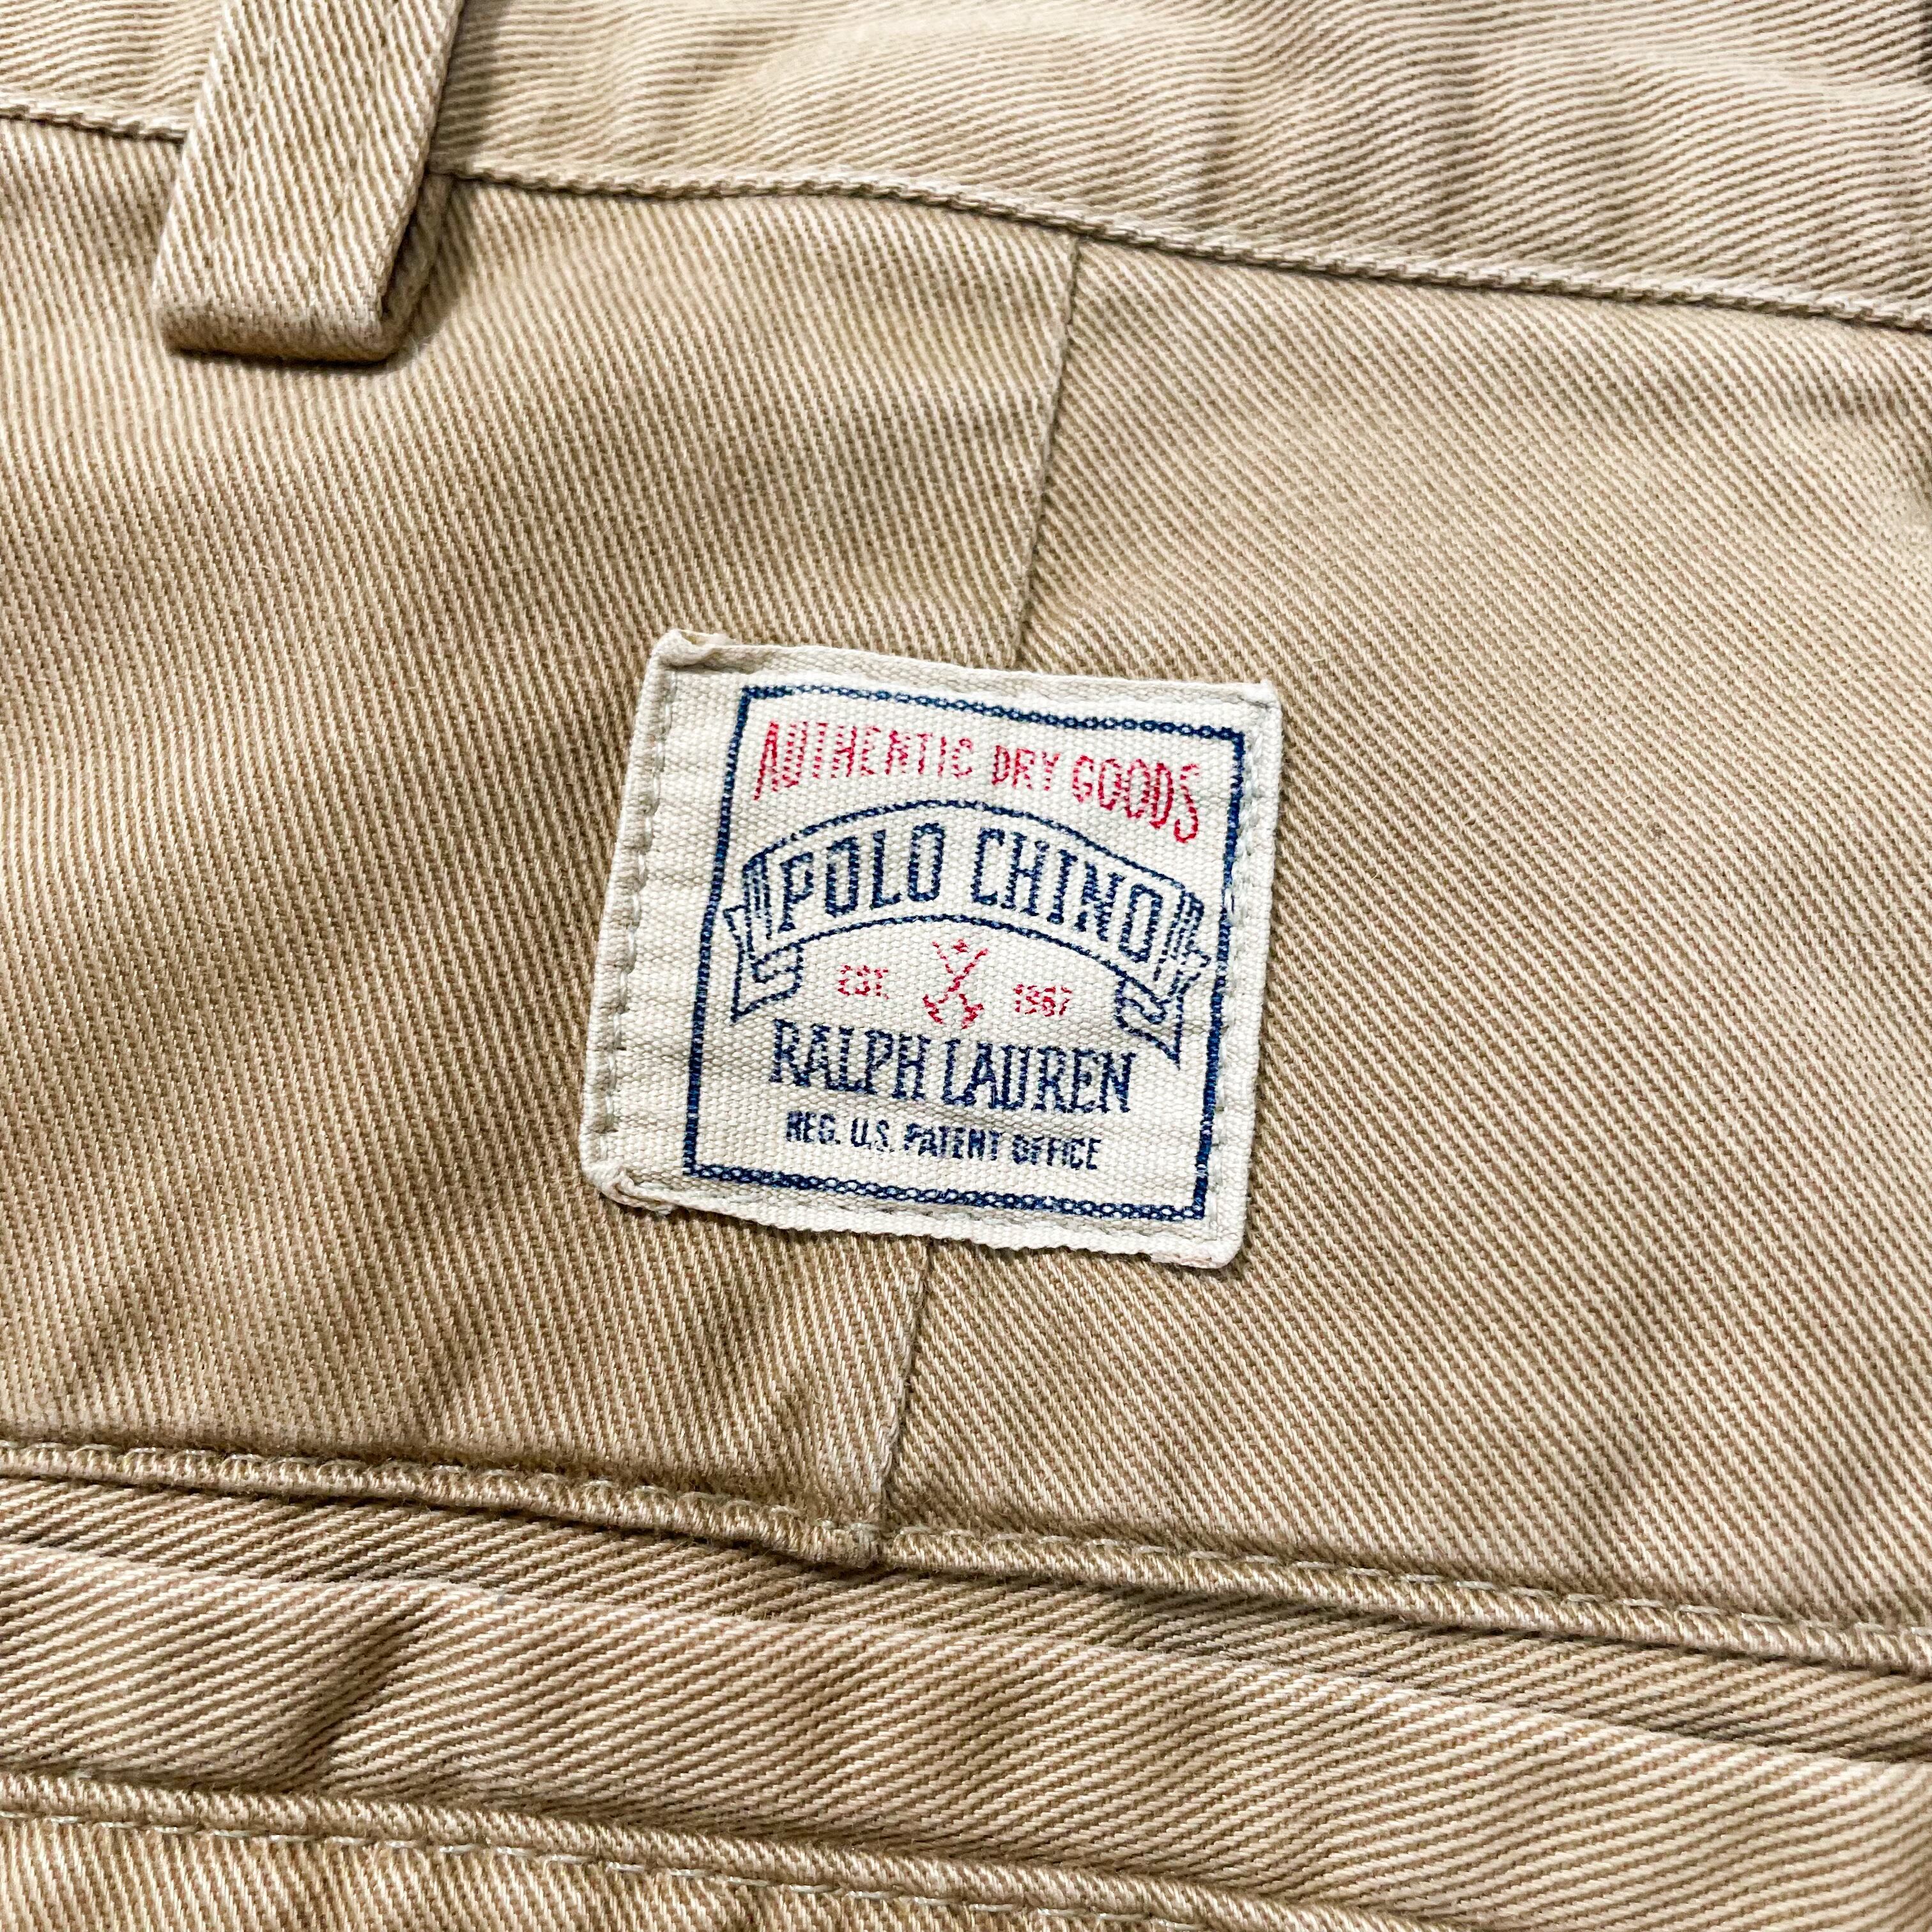 AUTHENTIC DRY GOODS
POLO CHINO
EST. 1967
RALPH LAUREN
REG. U.S. PATENT OFFICE